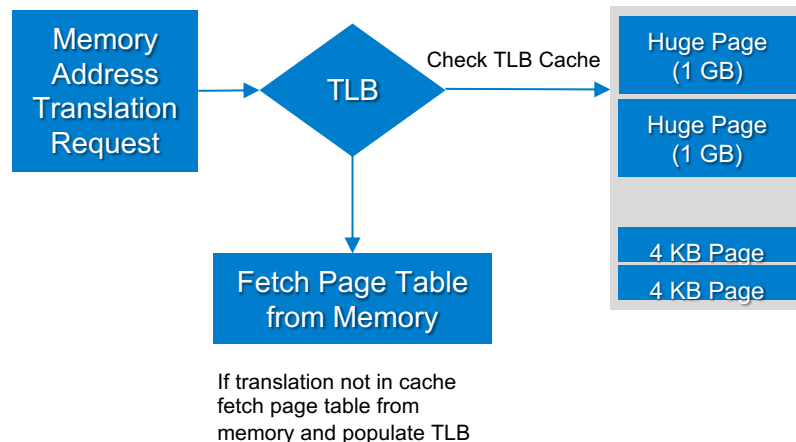 Memory
Address
Translation
Request
TLB
Check TLB Cache
Huge Page
(1 GB)
Huge Page
(1 GB)
4 KB Page
4 KB Page
Fetch Page Table
from Memory
If translation not in cache
fetch page table from
memory and populate TLB